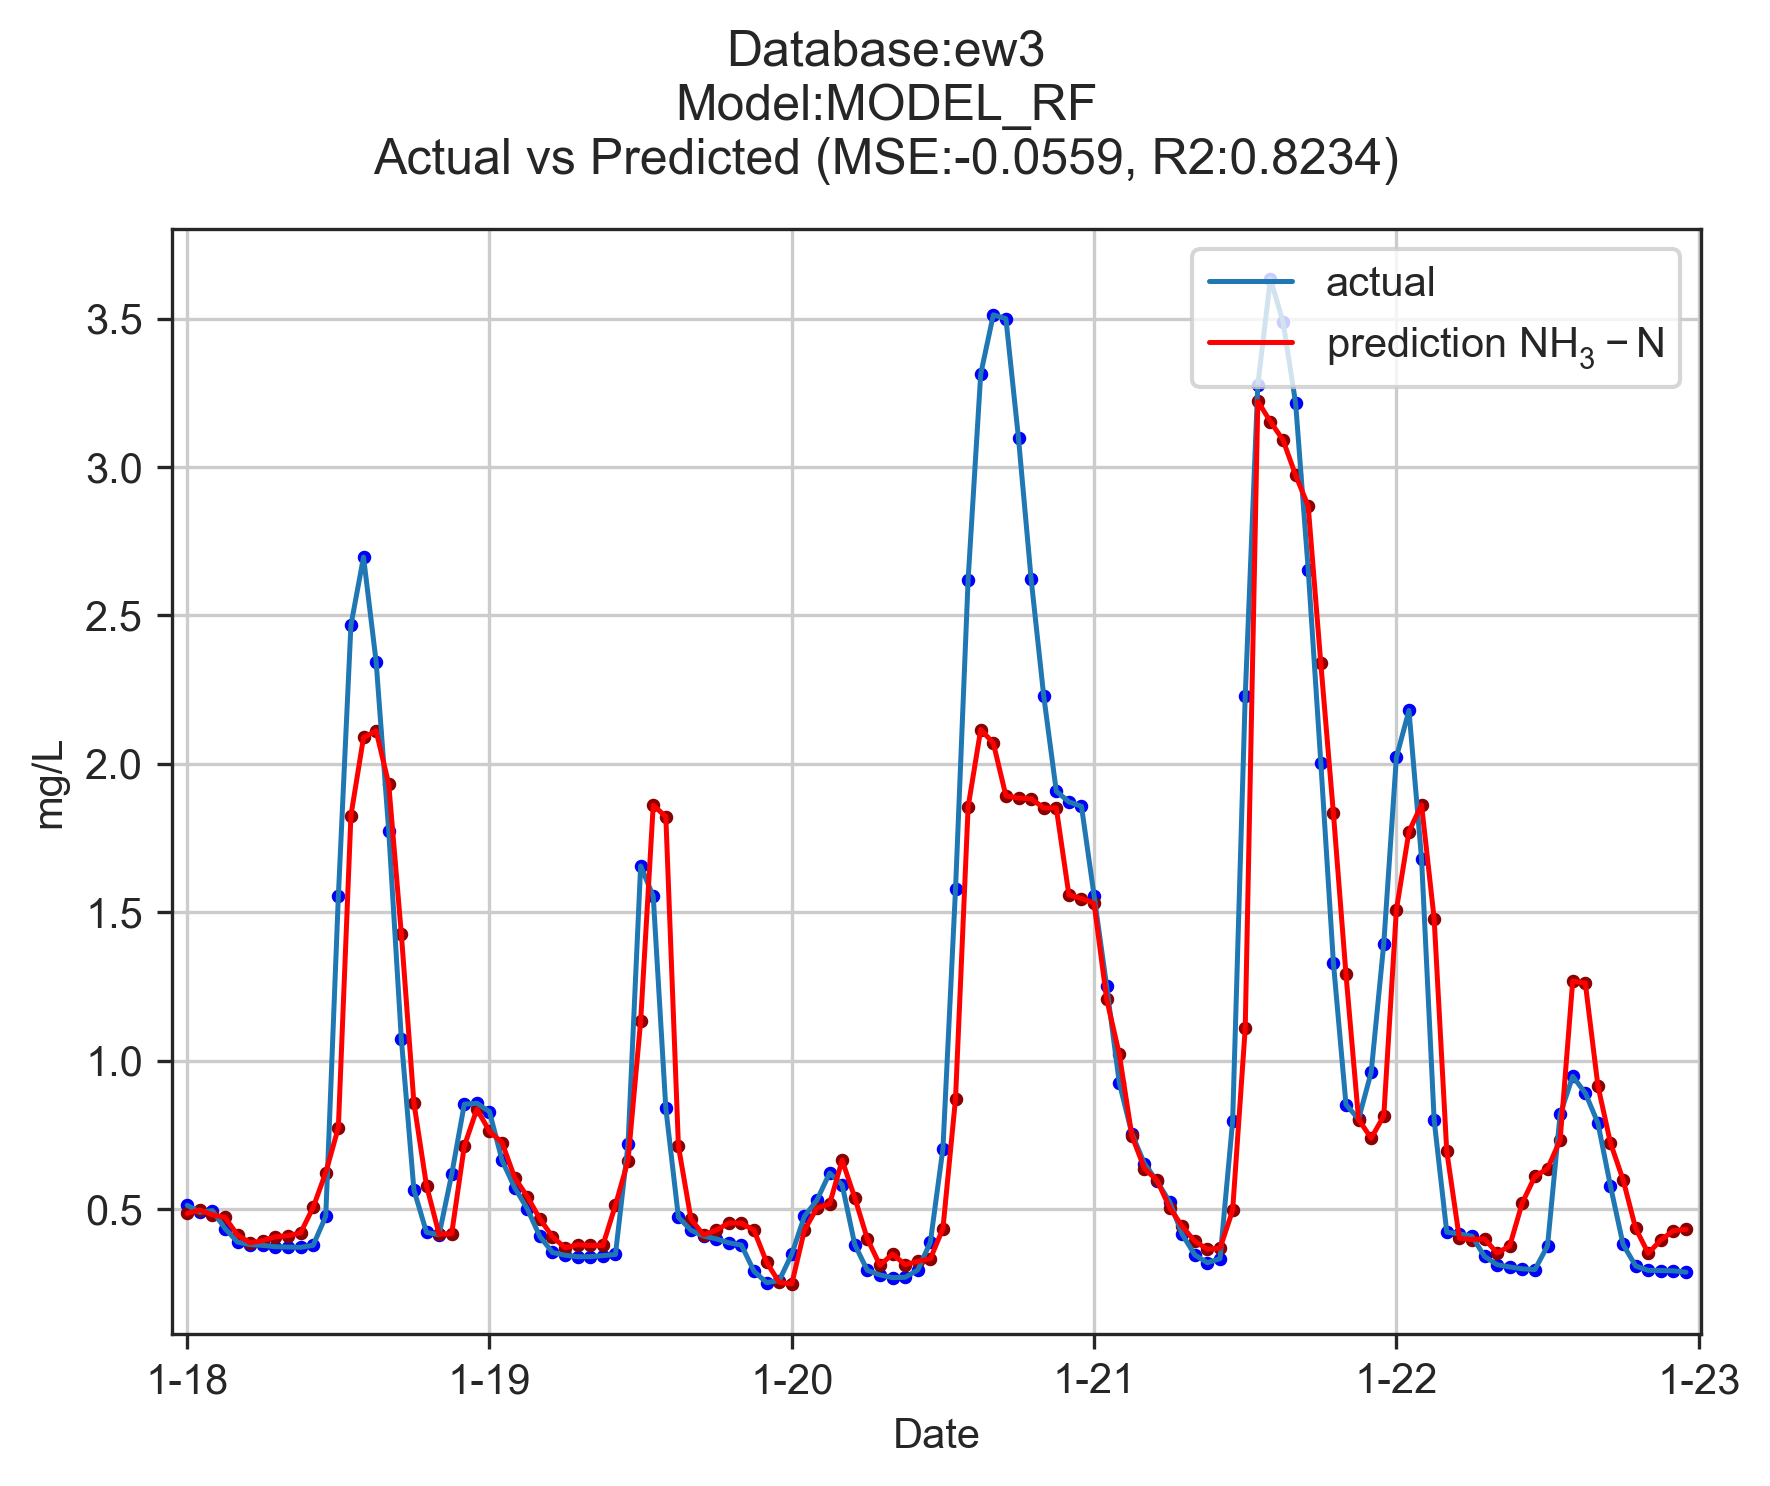 Database:ew3
Model:MODEL_RF
Actual vs Predicted (MSE:-0.0559, R2:0.8234)
actual
prediction NH₃ − N
3.5
3.0
2.5
2.0
1.5
1.0
0.5
mg/L
1-18 1-19 1-20 1-21 1-22 1-23
Date